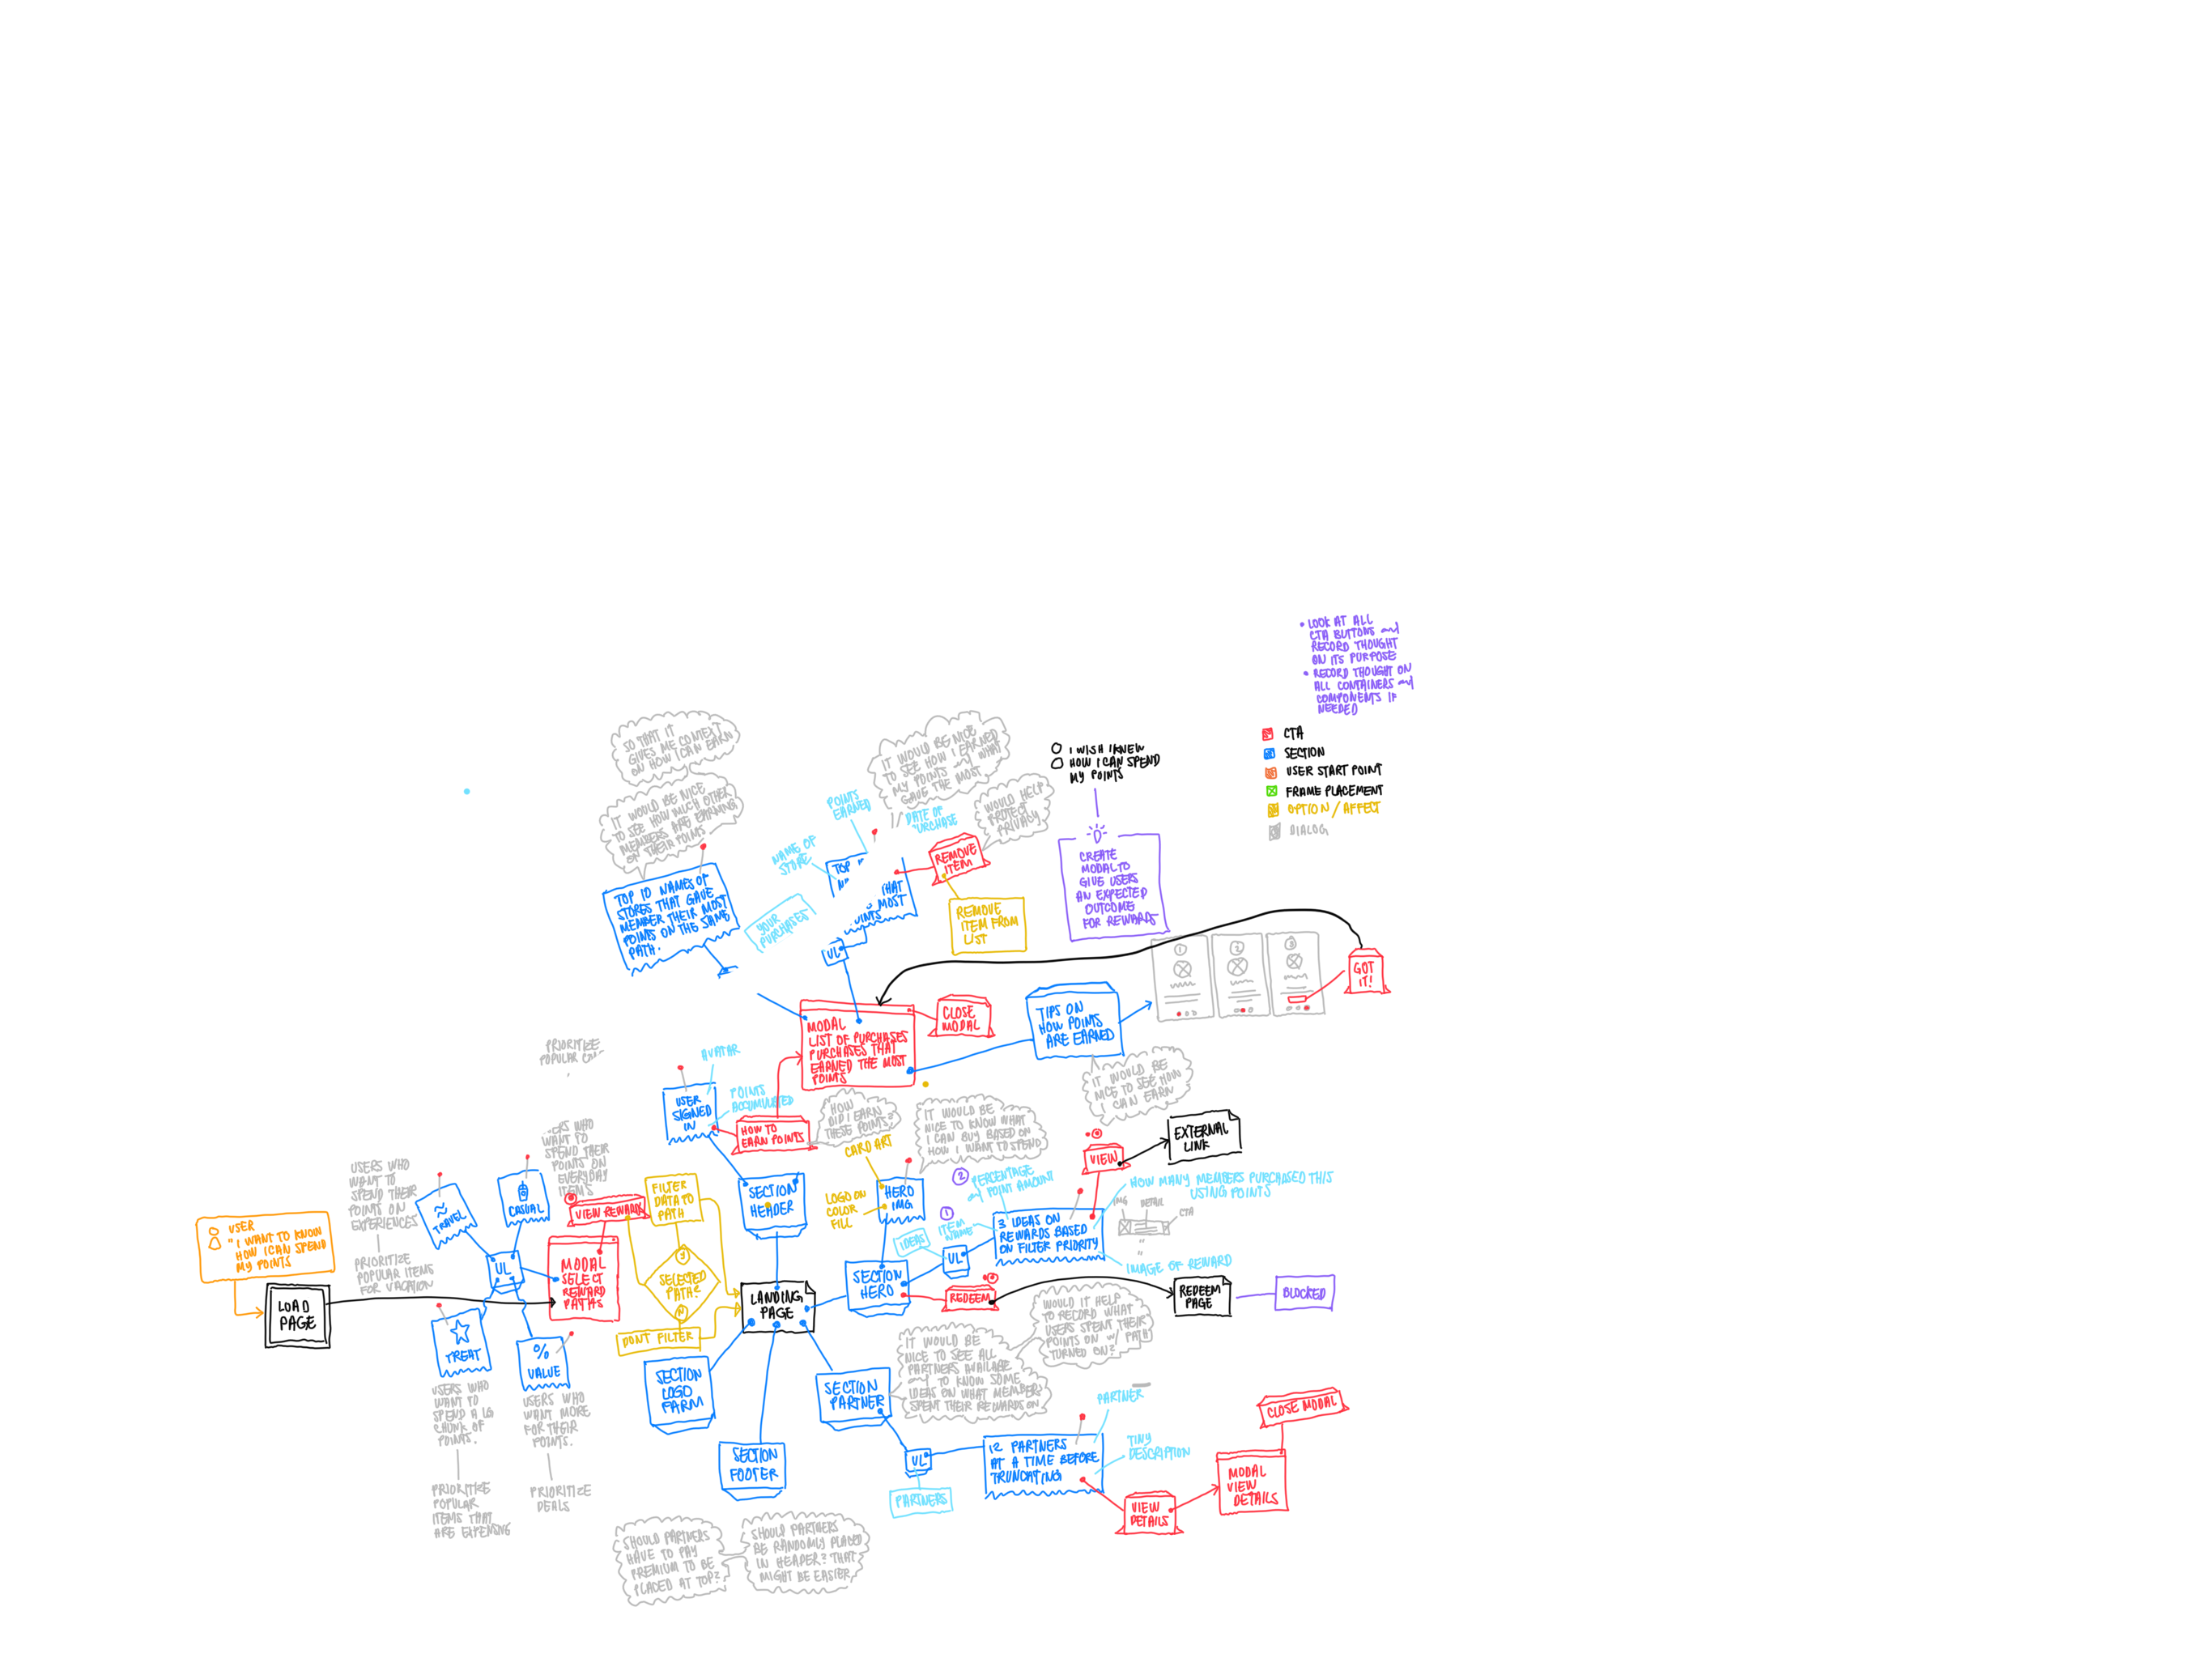 • LOOK AT ALL
CTA BUTTONS and
RECORD THOUGHT
ON ITS PURPOSE
• RECORD THOUGHT ON
ALL CONTAINERS and
COMPONENTS IF
NEEDED
CTA
SECTION
USER START POINT
FRAME PLACEMENT
OPTION / AFFECT
DIALOG
SO THAT IT
GIVES ME CONTEXT
ON HOW I CAN EARN
IT WOULD BE NICE
TO SEE HOW MUCH OTHER
MEMBERS ARE EARNING
ON THEIR POINTS
TOP 10 NAMES OF
STORES THAT GAVE
MEMBER THEIR MOST
POINTS ON THE SAME
PATH.
IT WOULD BE NICE
TO SEE HOW I EARNED
MY POINTS and WHAT
GAVE THE MOST
WOULD HELP
PROTECT
PRIVACY
I WISH I KNEW
HOW I CAN SPEND
MY POINTS
CREATE
MODAL TO
GIVE USERS
AN EXPECTED
OUTCOME
FOR REWARDS
POINTS
EARNED
DATE OF
NAME OF
STORE
YOUR
PURCHASES
TOP
MOST
UL
REMOVE
ITEM
REMOVE
ITEM FROM
LIST
1
2
3
GOT
IT!
MODAL
LIST OF PURCHASES
PURCHASES THAT
EARNED THE MOST
POINTS
CLOSE
MODAL
TIPS ON
HOW POINTS
ARE EARNED
IT WOULD BE
NICE TO SEE HOW
I CAN EARN
PRIORITIZE
POPULAR
AVATAR
USER
SIGNED
IN
POINTS
ACCUMULATED
HOW TO
EARN POINTS
HOW
DID I EARN
THESE POINTS?
IT WOULD BE
NICE TO KNOW WHAT
I CAN BUY BASED ON
HOW I WANT TO SPEND
USER
"I WANT TO KNOW
HOW I CAN SPEND
MY POINTS
LOAD
PAGE
USERS WHO
WANT TO
SPEND THEIR
POINTS ON
EXPERIENCES
PRIORITIZE
POPULAR ITEMS
FOR VACATION
TRAVEL
WHO
WANT TO
SPEND THEIR
POINTS ON
EVERYDAY
ITEMS
CASUAL
UL
TREAT
USERS WHO
WANT TO
SPEND A LG
CHUNK OF
POINTS.
PRIORITIZE
POPULAR
ITEMS THAT
ARE EXPENSING
%
VALUE
USERS WHO
WANT MORE
FOR THEIR
POINTS.
PRIORITIZE
DEALS
VIEW REWARDS
MODAL
SELECT
REWARD
PATHS
FILTER
DATA TO
PATH
Y
SELECTED
PATH?
N
DONT FILTER
SECTION
HEADER
LANDING
PAGE
CARD ART
LOGO ON
COLOR
FILL
HERO
IMG
SECTION
HERO
2
PERCENTAGE
and POINT AMOUNT
1
ITEM
NAME
IDEAS
UL
3 IDEAS ON
REWARDS BASED
ON FILTER PRIORITY
VIEW
EXTERNAL
LINK
HOW MANY MEMBERS PURCHASED THIS
USING POINTS
IMG
DETAIL
CTA
"
"
IMAGE OF REWARD
REDEEM
REDEEM
PAGE
BLOCKED
WOULD IT HELP
TO RECORD WHAT
USERS SPENT THEIR
POINTS ON W/ PATH
TURNED ON?
SECTION
LOGO
FARM
SECTION
FOOTER
SECTION
PARTNER
IT WOULD BE
NICE TO SEE ALL
PARTNERS AVAILABLE
and TO KNOW SOME
IDEAS ON WHAT MEMBERS
SPENT THEIR REWARDS ON
UL
PARTNERS
12 PARTNERS
AT A TIME BEFORE
TRUNCATING
PARTNER
TINY
DESCRIPTION
VIEW
DETAILS
MODAL
VIEW
DETAILS
CLOSE MODAL
SHOULD PARTNERS
HAVE TO PAY
PREMIUM TO BE
PLACED AT TOP?
SHOULD PARTNERS
BE RANDOMLY PLACED
IN HEADER? THAT
MIGHT BE EASIER